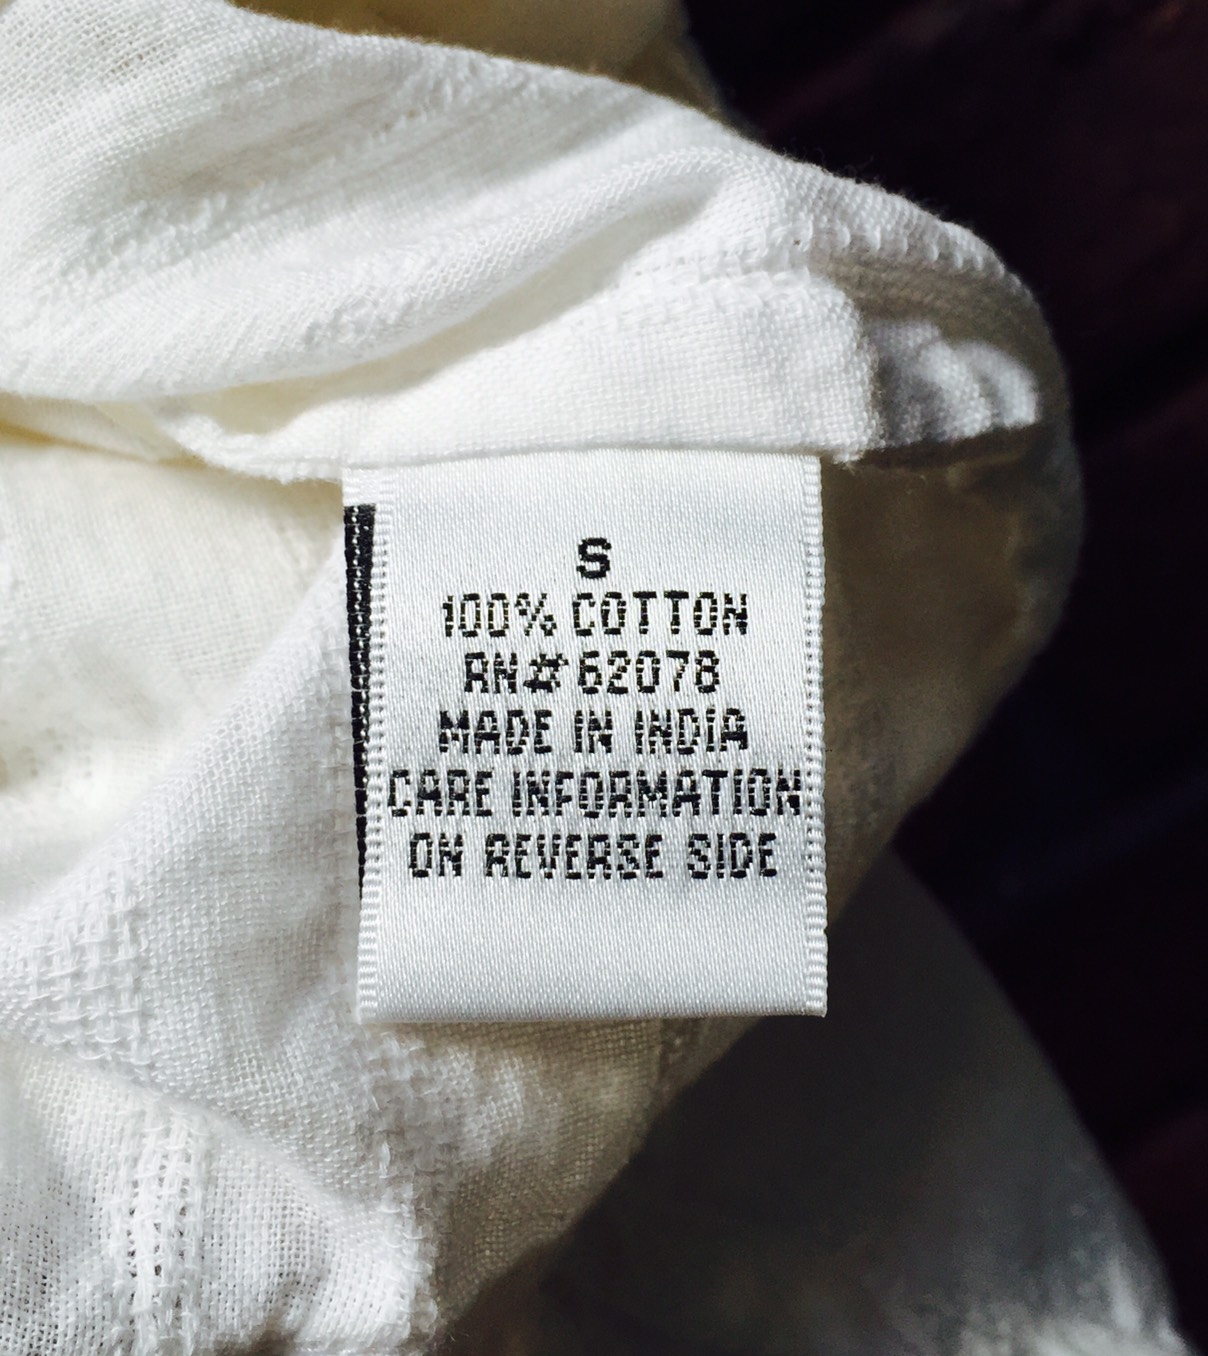 S
100% COTTON
RN#62078
MADE IN INDIA
CARE INFORMATION
ON REVERSE SIDE